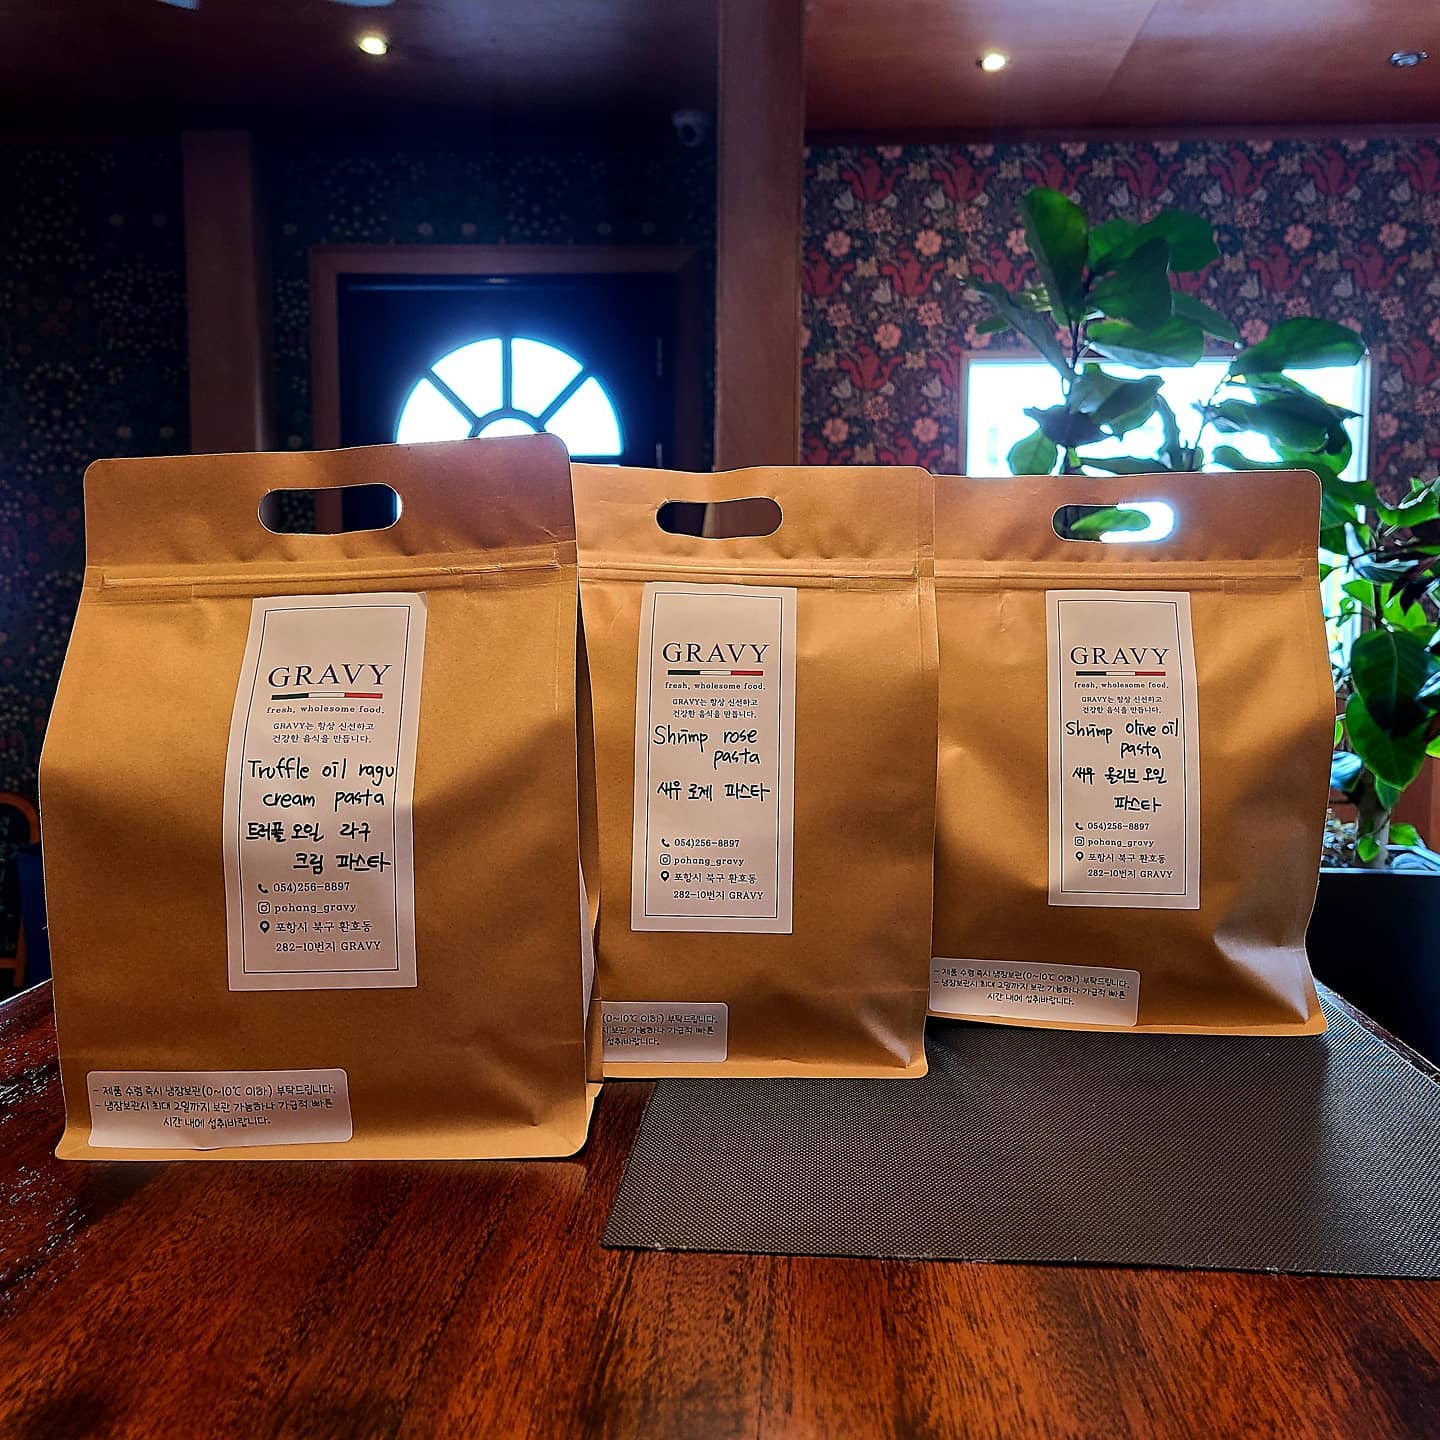 GRAVY
fresh, wholesome food.
GRAVY는 항상 신선하고
건강한 음식을 만듭니다.
Truffle oil ragu
cream pasta
트러플 오일 라구
크림 파스타
054)256-8897
pohang_gravy
포항시 북구 환호동
282-10번지 GRAVY
- 제품 수령 즉시 냉장보관(0~10℃ 이하) 부탁드립니다.
- 냉장보관시 최대 2일까지 보관 가능하나 가급적 빠른
시간 내에 섭취바랍니다.
GRAVY
fresh, wholesome food.
GRAVY는 항상 신선하고
건강한 음식을 만듭니다.
Shrimp rose
pasta
새우 로제 파스타
054)256-8897
pohang_gravy
포항시 북구 환호동
282-10번지 GRAVY
(0~10℃ 이하) 부탁드립니다.
보관 가능하나 가급적 빠른
섭취바랍니다.
GRAVY
fresh, wholesome food.
GRAVY는 항상 신선하고
건강한 음식을 만듭니다.
Shrimp olive oil
pasta
새우 올리브 오일
파스타
054)256-8897
pohang_gravy
포항시 북구 환호동
282-10번지 GRAVY
- 제품 수령 즉시 냉장보관(0~10℃ 이하) 부탁드립니다.
- 냉장보관시 최대 2일까지 보관 가능하나 가급적 빠른
시간 내에 섭취바랍니다.